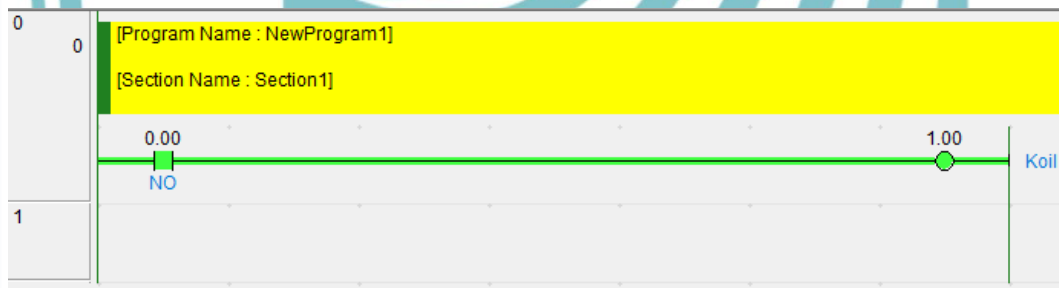 0
0
[Program Name : NewProgram1]
[Section Name : Section1]
0.00
1.00
NO
Koil
1